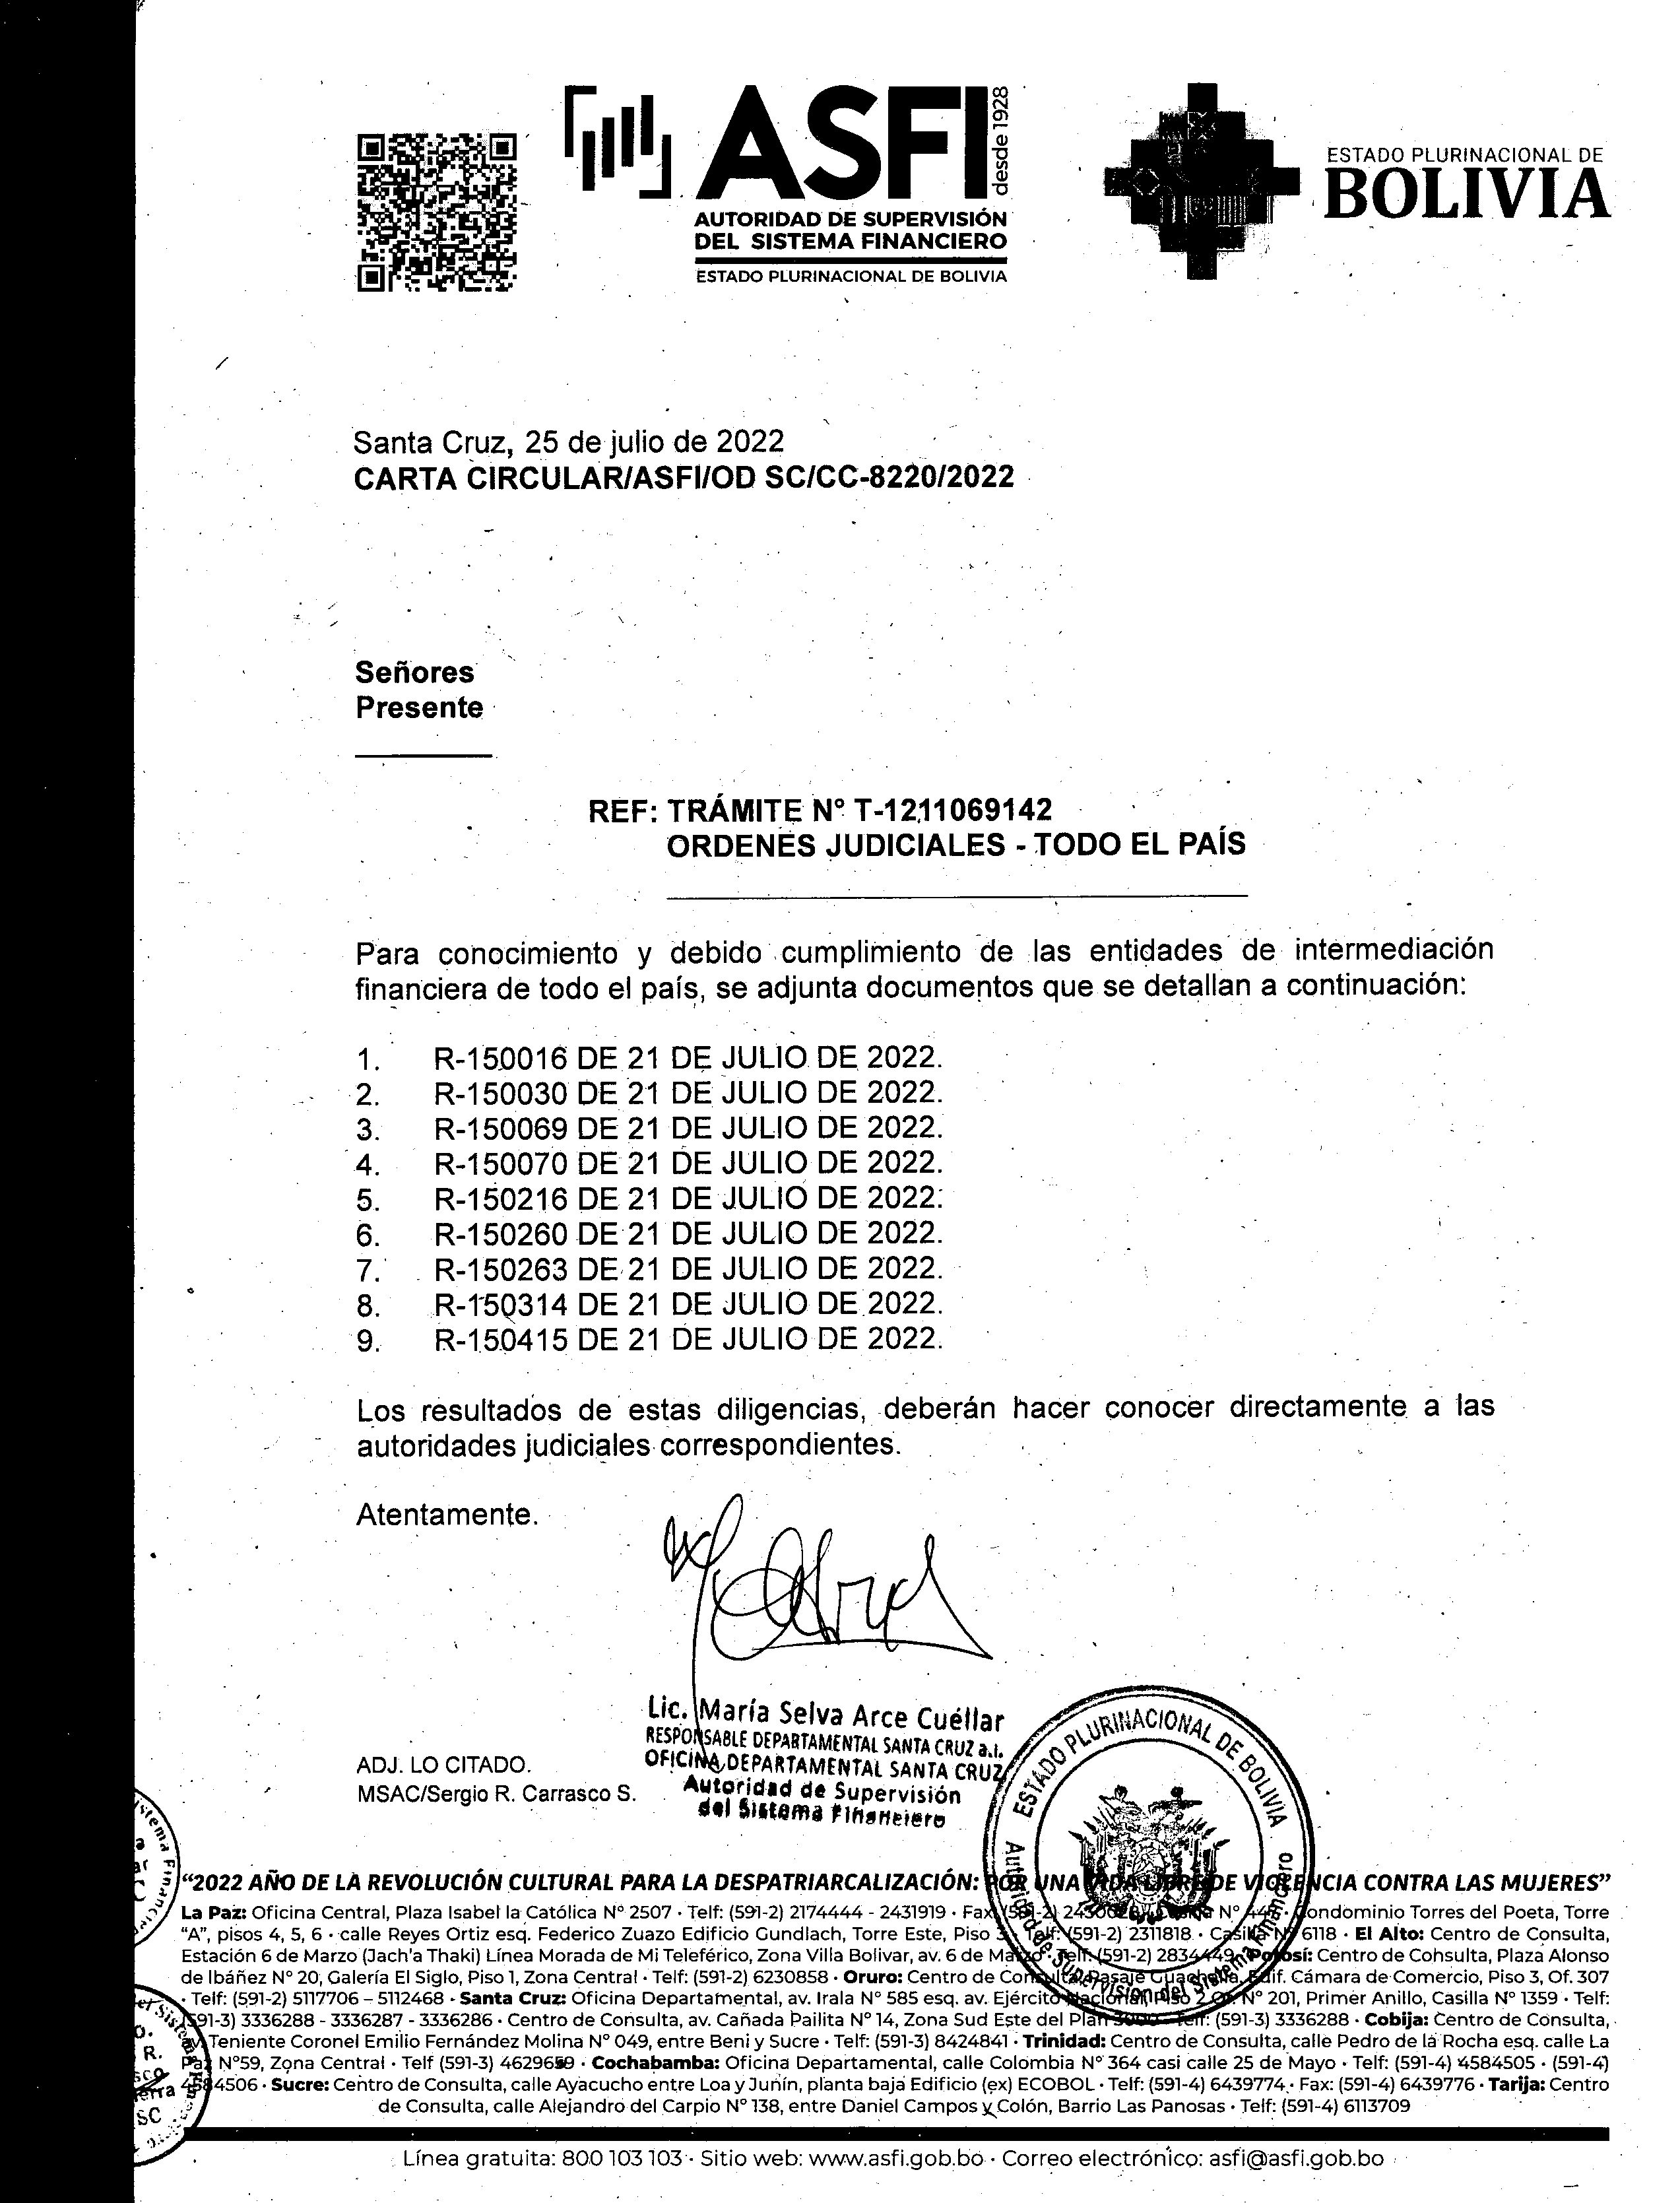 ASFI
desde 1928
AUTORIDAD DE SUPERVISIÓN
DEL SISTEMA FINANCIERO
ESTADO PLURINACIONAL DE BOLIVIA
ESTADO PLURINACIONAL DE
BOLIVIA
Santa Cruz, 25 de julio de 2022
CARTA CIRCULAR/ASFI/OD SC/CC-8220/2022
Señores
Presente
REF: TRÁMITE Nº T-1211069142
ORDENES JUDICIALES - TODO EL PAÍS
Para conocimiento y debido cumplimiento de las entidades de intermediación
financiera de todo el país, se adjunta documentos que se detallan a continuación:
1. R-150016 DE 21 DE JULIO DE 2022.
2. R-150030 DE 21 DE JULIO DE 2022.
3. R-150069 DE 21 DE JULIO DE 2022.
4. R-150070 DE 21 DE JULIO DE 2022.
5. R-150216 DE 21 DE JULIO DE 2022.
6. R-150260 DE 21 DE JULIO DE 2022.
7. R-150263 DE 21 DE JULIO DE 2022.
8. R-150314 DE 21 DE JULIO DE 2022.
9. R-150415 DE 21 DE JULIO DE 2022.
Los resultados de estas diligencias, deberán hacer conocer directamente a las
autoridades judiciales correspondientes.
Atentamente.
Lic. María Selva Arce Cuéllar
RESPONSABLE DEPARTAMENTAL SANTA CRUZ a.i.
OFICINA DEPARTAMENTAL SANTA CRUZ
Autoridad de Supervisión
del Sistema Financiero
ADJ. LO CITADO.
MSAC/Sergio R. Carrasco S.
ESTADO PLURINACIONAL DE BOLIVIA
Autoridad de Supervisión del Sistema Financiero
“2022 AÑO DE LA REVOLUCIÓN CULTURAL PARA LA DESPATRIARCALIZACIÓN: POR UNA VIDA LIBRE DE VIOLENCIA CONTRA LAS MUJERES”
La Paz: Oficina Central, Plaza Isabel la Católica Nº 2507 · Telf: (591-2) 2174444 - 2431919 · Fax: (591-2) Nº Condominio Torres del Poeta, Torre
“A”, pisos 4, 5, 6 · calle Reyes Ortiz esq. Federico Zuazo Edificio Gundlach, Torre Este, Piso 3 · Telf: (591-2) 2311818 · Casilla Nº 6118 · El Alto: Centro de Consulta,
Estación 6 de Marzo (Jach’a Thaki) Línea Morada de Mi Teleférico, Zona Villa Bolivar, av. 6 de Marzo · Telf: (591-2) 2834449 · Potosí: Centro de Consulta, Plaza Alonso
de Ibáñez Nº 20, Galería El Siglo, Piso 1, Zona Central · Telf: (591-2) 6230858 · Oruro: Centro de Consulta, Pasaje Guachalla, Edif. Cámara de Comercio, Piso 3, Of. 307
· Telf: (591-2) 5117706 – 5112468 · Santa Cruz: Oficina Departamental, av. Irala Nº 585 esq. av. Ejército Nacional, Piso 2 Of. Nº 201, Primer Anillo, Casilla Nº 1359 · Telf:
(591-3) 3336288 - 3336287 - 3336286 · Centro de Consulta, av. Cañada Pailita Nº 14, Zona Sud Este del Plan 3000 · Telf: (591-3) 3336288 · Cobija: Centro de Consulta,
Teniente Coronel Emilio Fernández Molina Nº 049, entre Beni y Sucre · Telf: (591-3) 8424841 · Trinidad: Centro de Consulta, calle Pedro de la Rocha esq. calle La
Paz Nº59, Zona Central · Telf (591-3) 4629659 · Cochabamba: Oficina Departamental, calle Colombia Nº 364 casi calle 25 de Mayo · Telf: (591-4) 4584505 · (591-4)
4584506 · Sucre: Centro de Consulta, calle Ayacucho entre Loa y Junín, planta baja Edificio (ex) ECOBOL · Telf: (591-4) 6439774 · Fax: (591-4) 6439776 · Tarija: Centro
de Consulta, calle Alejandro del Carpio Nº 138, entre Daniel Campos y Colón, Barrio Las Panosas · Telf: (591-4) 6113709
Línea gratuita: 800 103 103 · Sitio web: www.asfi.gob.bo · Correo electrónico: asfi@asfi.gob.bo